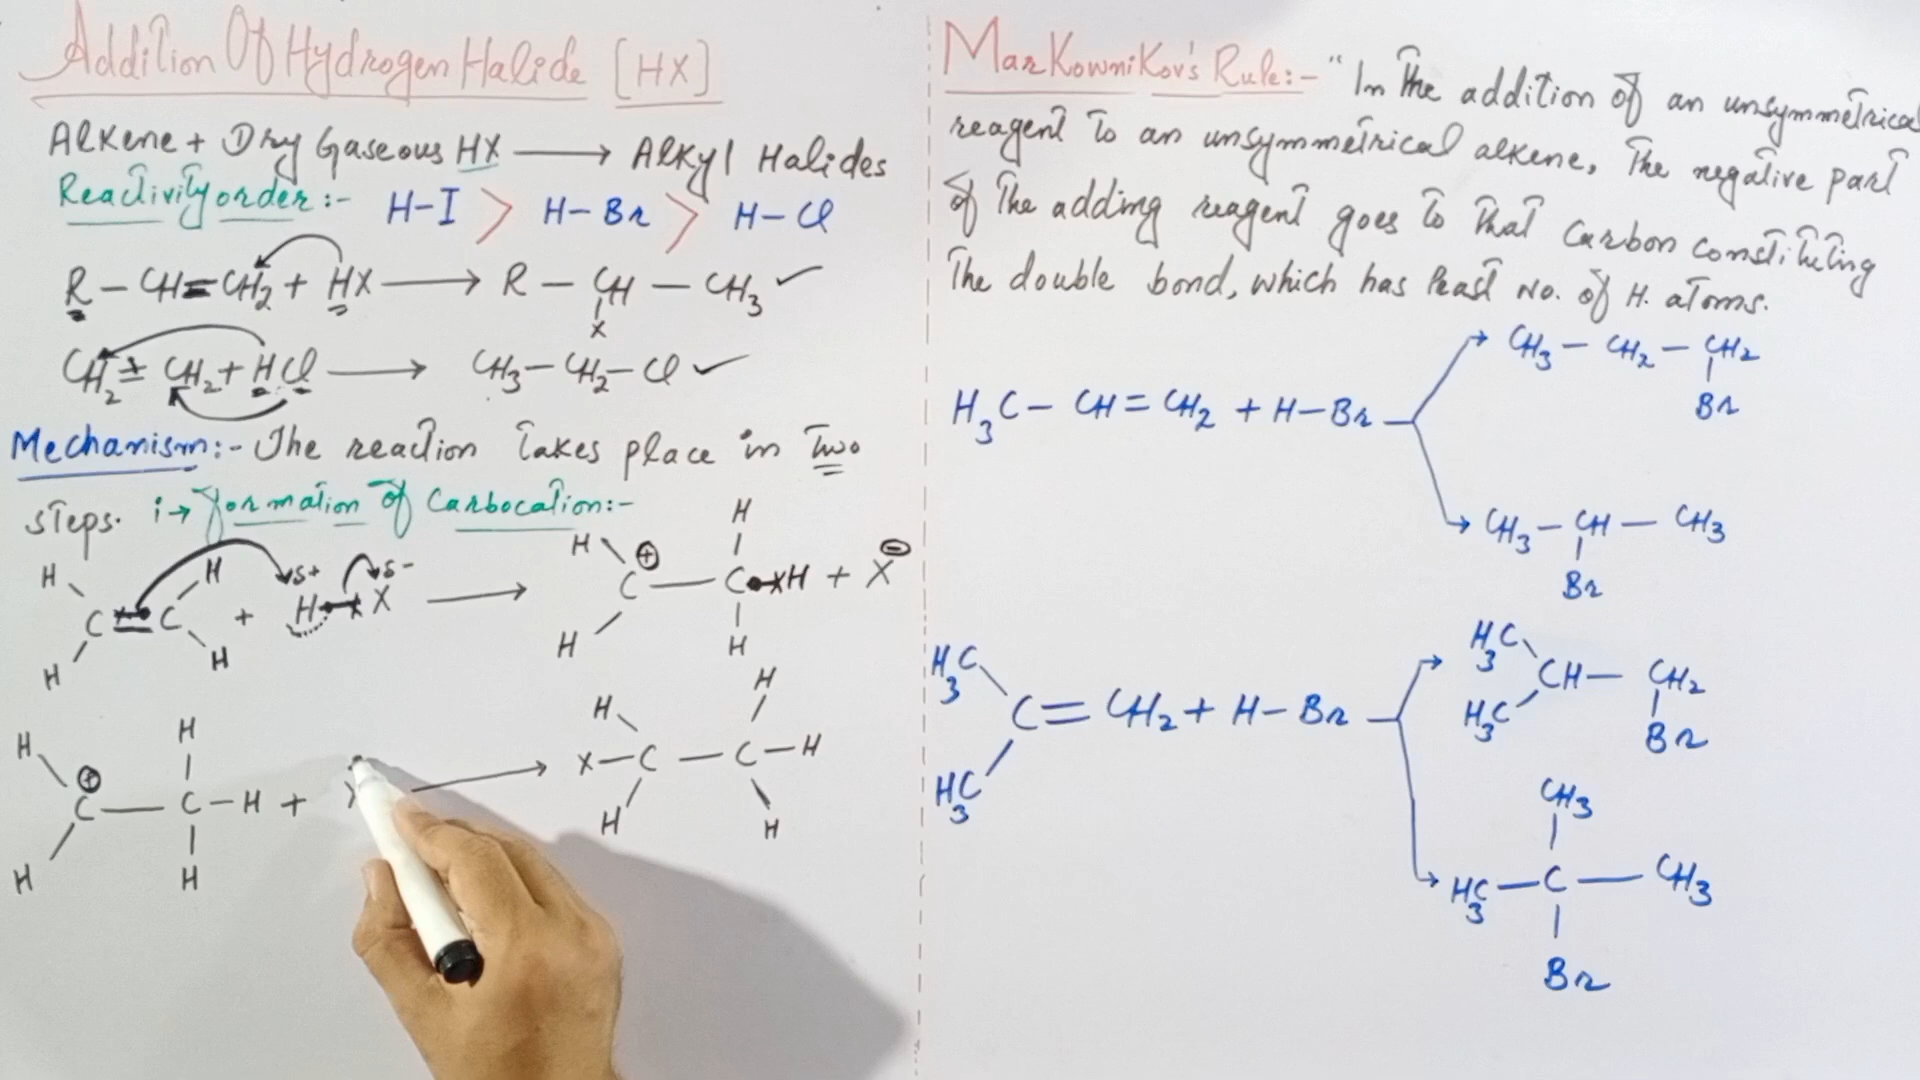 Addition Of Hydrogen Halide [HX]
Alkene + Dry Gaseous HX ⟶ Alkyl Halides
Reactivity order:- H-I > H-Br > H-Cl
R - CH=CH2 + HX ⟶ R - CH - CH3 ✓
X
CH2 = CH2 + HCl ⟶ CH3 - CH2 - Cl ✓
Mechanism:- The reaction takes place in Two
steps. i→ formation of Carbocation:-
H H
H C = C H + H δ+ - X δ- ⟶ H C ⊕ - C - H + X ⊖
H H H H
H H H H
C ⊕ - C - H + X ⟶ X - C - C - H
H H H H
MarKowniKov's Rule:- "In the addition of an unsymmetrical
reagent to an unsymmetrical alkene, The negative part
of the adding reagent goes to that Carbon constituting
The double bond, which has least No. of H. atoms.
CH3 - CH2 - CH2
Br
H3C - CH = CH2 + H-Br
CH3 - CH - CH3
Br
H3C
H3C CH - CH2
Br
H3C
H3C C = CH2 + H-Br
CH3
H3C - C - CH3
Br